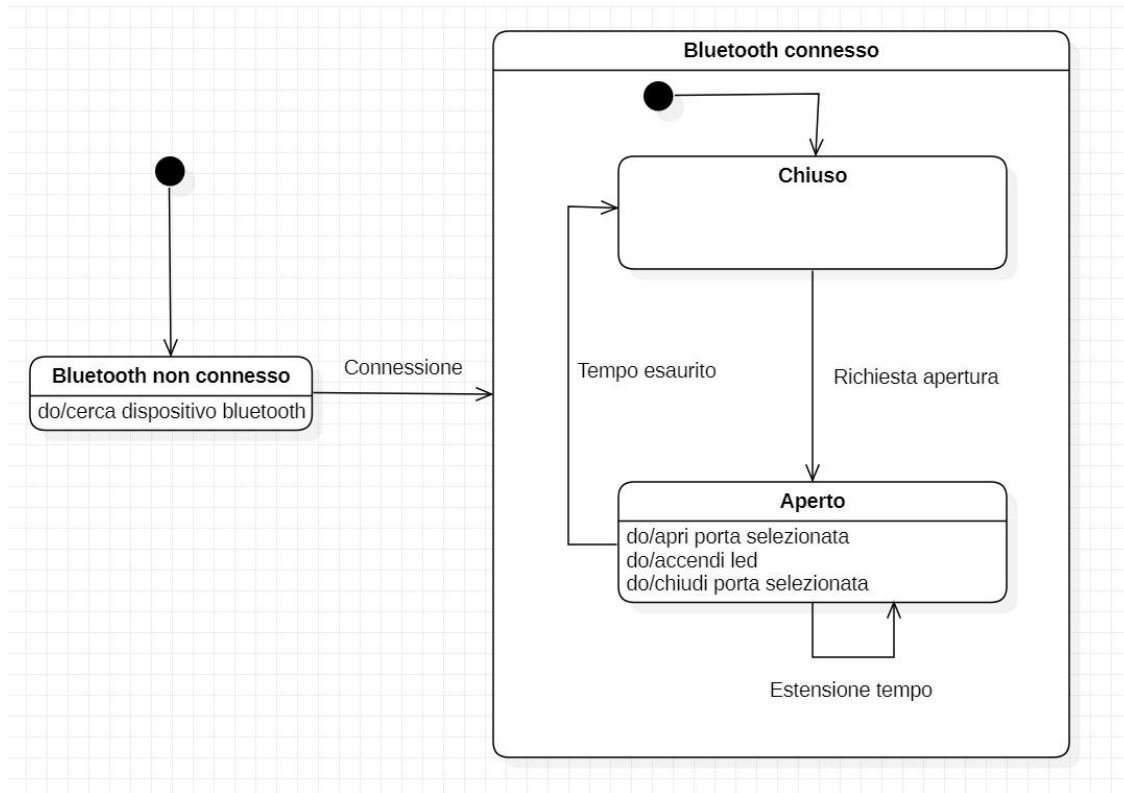 Bluetooth connesso
Chiuso
Bluetooth non connesso
do/cerca dispositivo bluetooth
Connessione
Tempo esaurito
Richiesta apertura
Aperto
do/apri porta selezionata
do/accendi led
do/chiudi porta selezionata
Estensione tempo